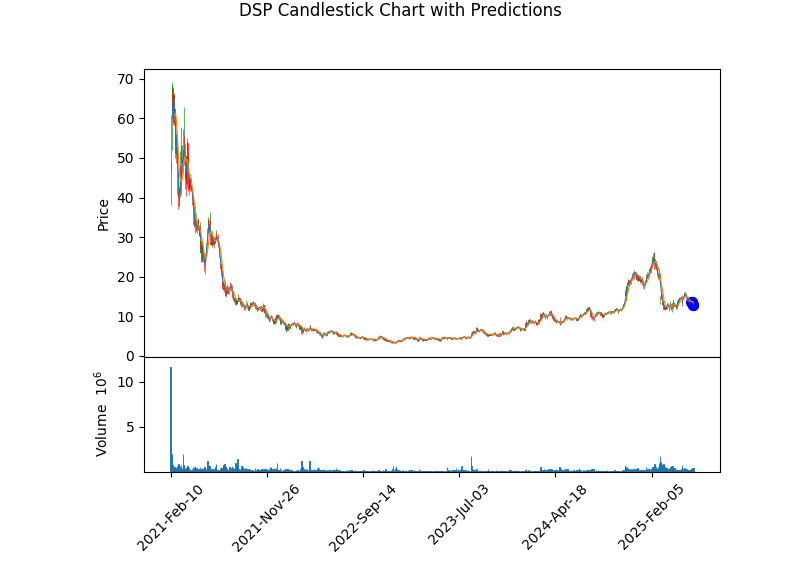 DSP Candlestick Chart with Predictions
70
60
50
40
30
20
10
0
Price
10
5
Volume 10^6
2021-Feb-10
2021-Nov-26
2022-Sep-14
2023-Jul-03
2024-Apr-18
2025-Feb-05